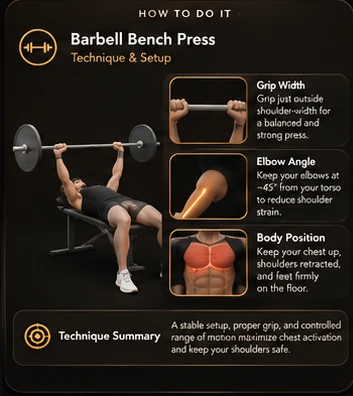 HOW TO DO IT
Barbell Bench Press
Technique & Setup
Grip Width
Grip just outside
shoulder-width for
a balanced and
strong press.
Elbow Angle
Keep your elbows at
~45° from your torso
to reduce shoulder
strain.
Body Position
Keep your chest up,
shoulders retracted,
and feet firmly
on the floor.
Technique Summary
A stable setup, proper grip, and controlled
range of motion maximize chest activation
and keep your shoulders safe.